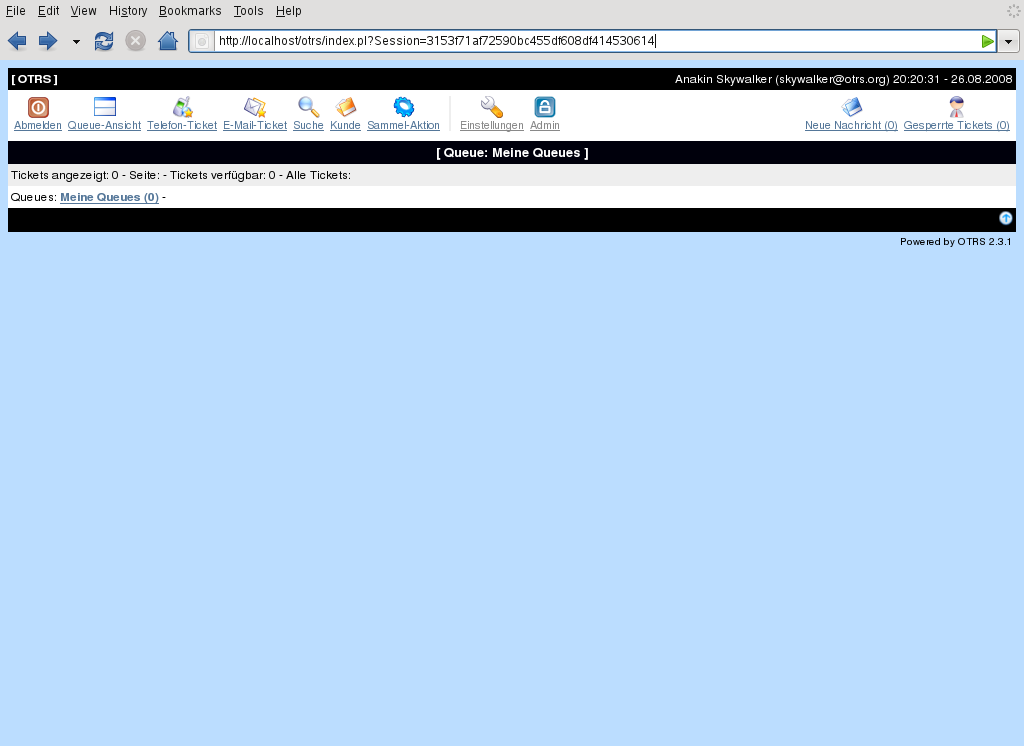 File Edit View History Bookmarks Tools Help
http://localhost/otrs/index.pl?Session=3153f71af72590bc455df608df414530614
[ OTRS ] Anakin Skywalker (skywalker@otrs.org) 20:20:31 - 26.08.2008
Abmelden Queue-Ansicht Telefon-Ticket E-Mail-Ticket Suche Kunde Sammel-Aktion Einstellungen Admin Neue Nachricht (0) Gesperrte Tickets (0)
[ Queue: Meine Queues ]
Tickets angezeigt: 0 - Seite: - Tickets verfügbar: 0 - Alle Tickets:
Queues: Meine Queues (0) -
Powered by OTRS 2.3.1